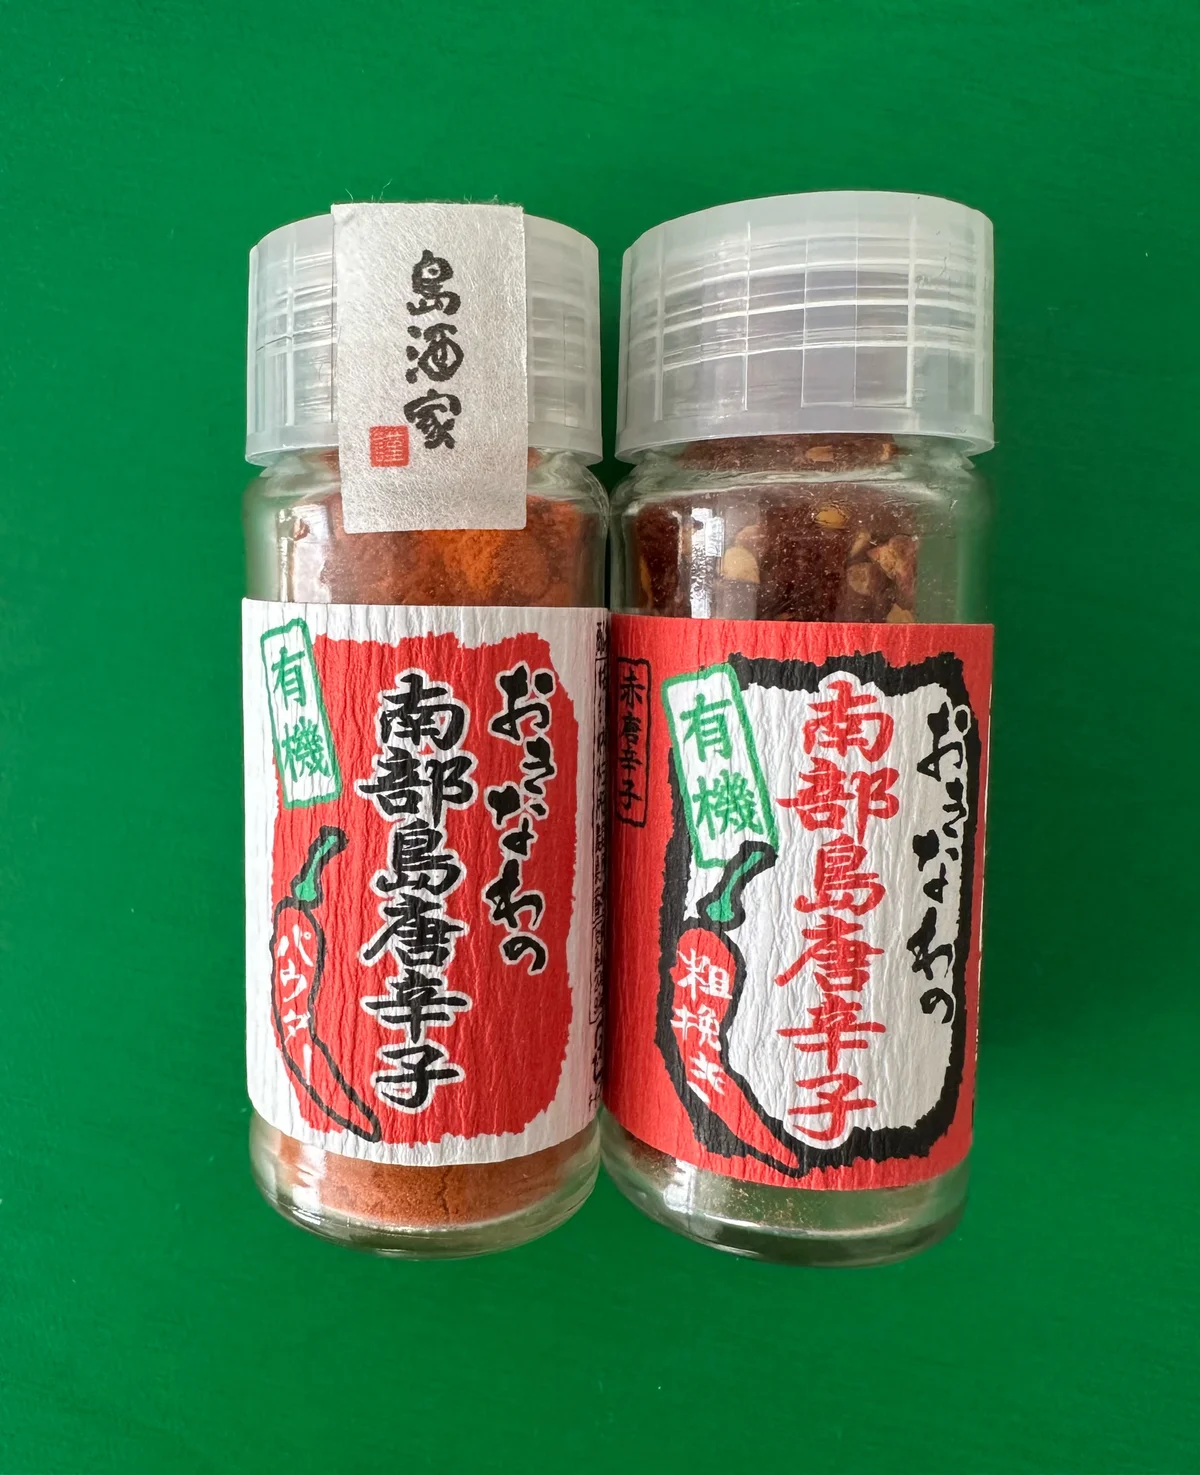 島酒家
謹
有機
おきなわの
南部島唐辛子
パウダー
赤唐辛子
有機
おきなわの
南部島唐辛子
粗挽き